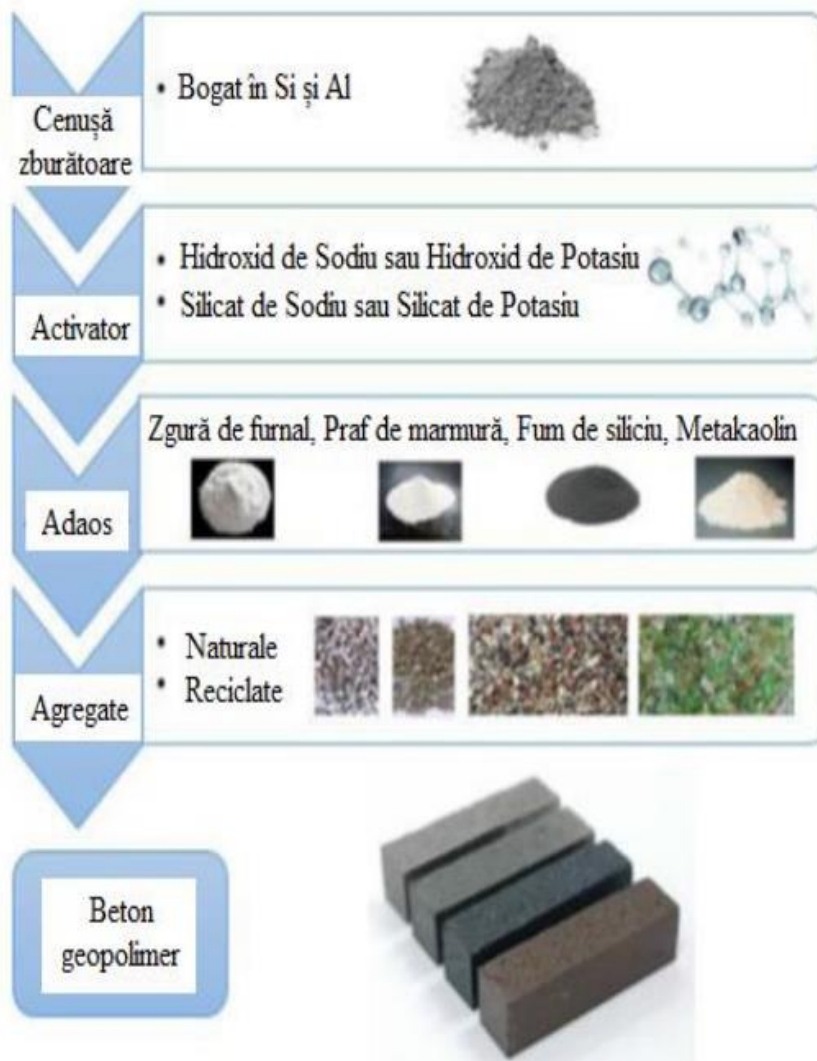 • Bogat în Si și Al
Cenușă
zburătoare
• Hidroxid de Sodiu sau Hidroxid de Potasiu
• Silicat de Sodiu sau Silicat de Potasiu
Activator
Zgură de furnal, Praf de marmură, Fum de siliciu, Metakaolin
Adaos
• Naturale
• Reciclate
Agregate
Beton
geopolimer